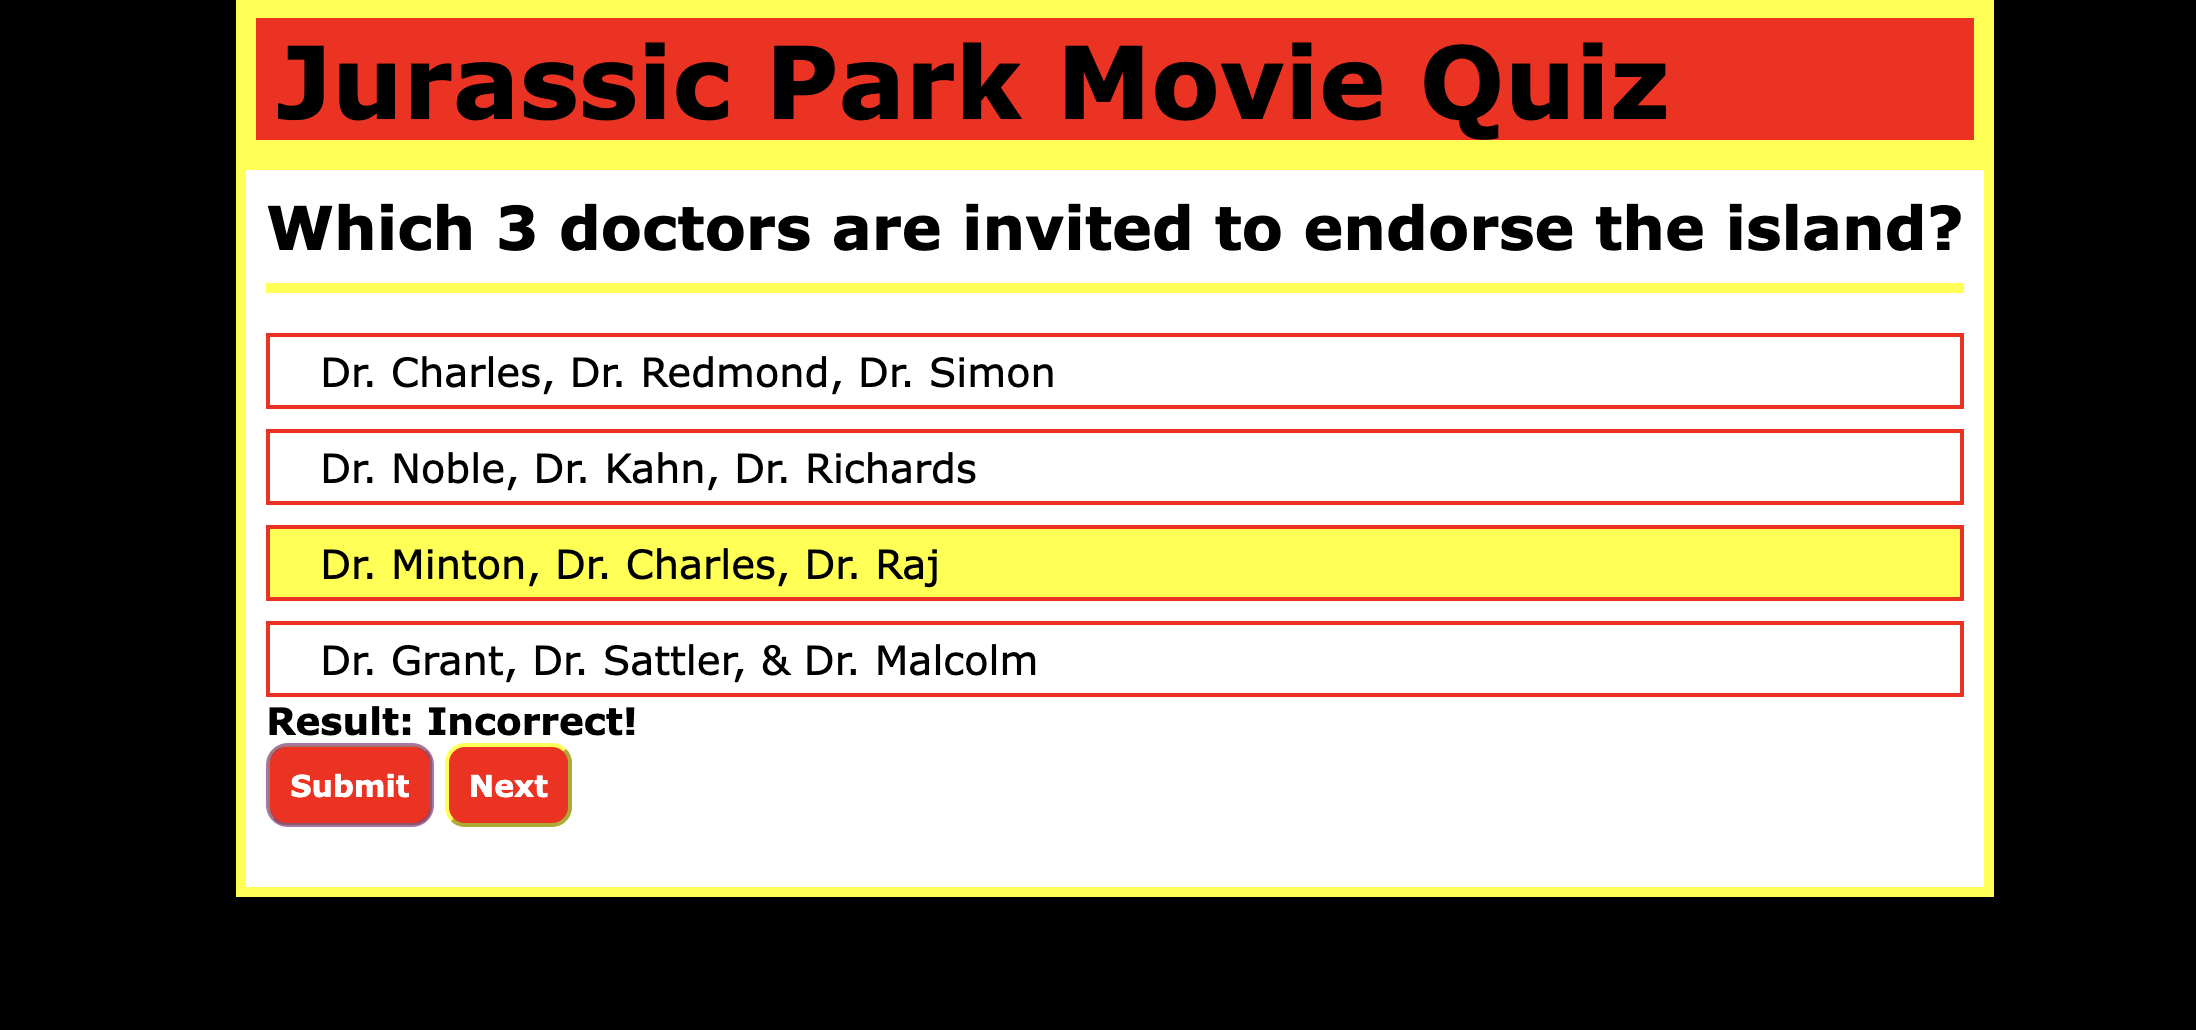 Jurassic Park Movie Quiz
Which 3 doctors are invited to endorse the island?
Dr. Charles, Dr. Redmond, Dr. Simon
Dr. Noble, Dr. Kahn, Dr. Richards
Dr. Minton, Dr. Charles, Dr. Raj
Dr. Grant, Dr. Sattler, & Dr. Malcolm
Result: Incorrect!
Submit Next